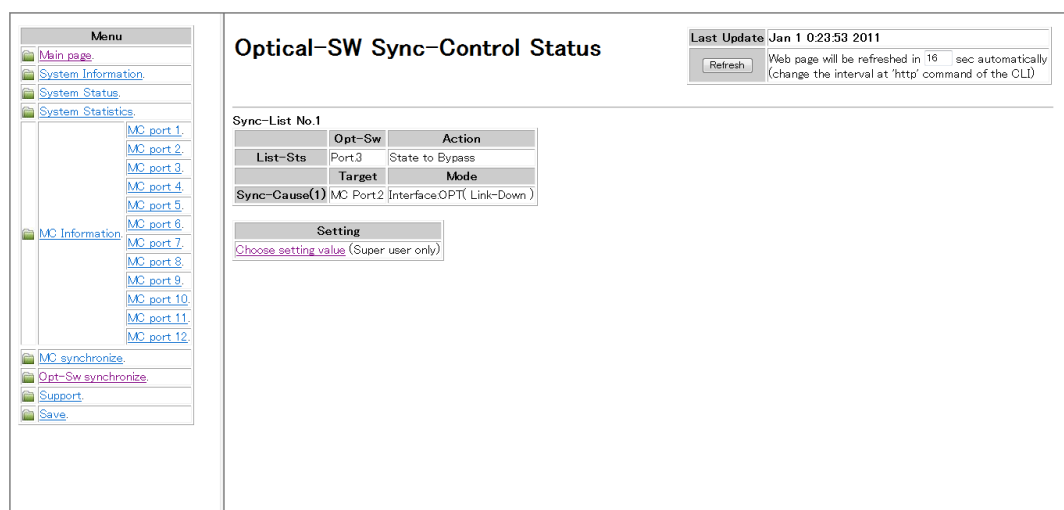 Menu
Main page.
System Information.
System Status.
System Statistics.
MC Information.
MC port 1.
MC port 2.
MC port 3.
MC port 4.
MC port 5.
MC port 6.
MC port 7.
MC port 8.
MC port 9.
MC port 10.
MC port 11.
MC port 12.
MC synchronize.
Opt-Sw synchronize.
Support.
Save.
Optical-SW Sync-Control Status
Last Update Jan 1 0:23:53 2011
Refresh
Web page will be refreshed in 16 sec automatically
(change the interval at 'http' command of the CLI)
Sync-List No.1
Opt-Sw Action
List-Sts Port.3 State to Bypass
Target Mode
Sync-Cause(1) MC Port.2 Interface:OPT( Link-Down )
Setting
Choose setting value (Super user only)